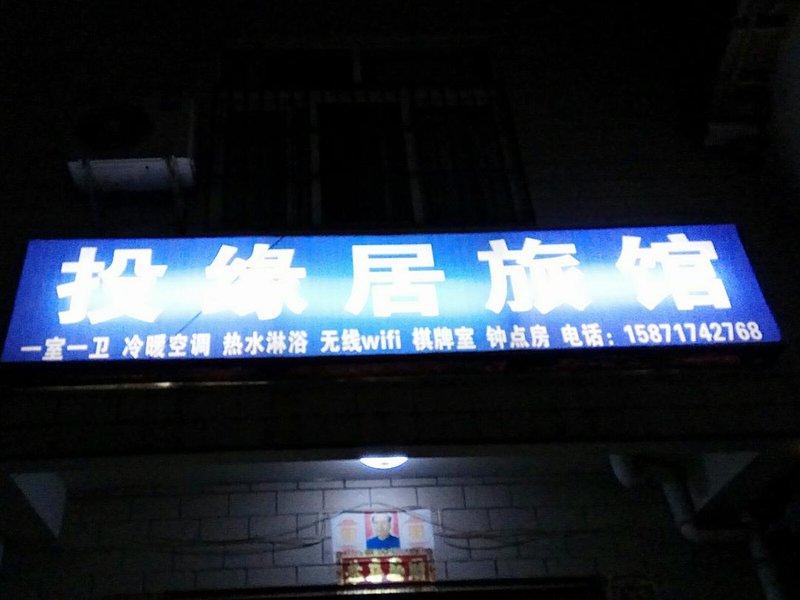 投缘居旅馆
一室一卫 冷暖空调 热水淋浴 无线wifi 棋牌室 钟点房 电话：15871742768